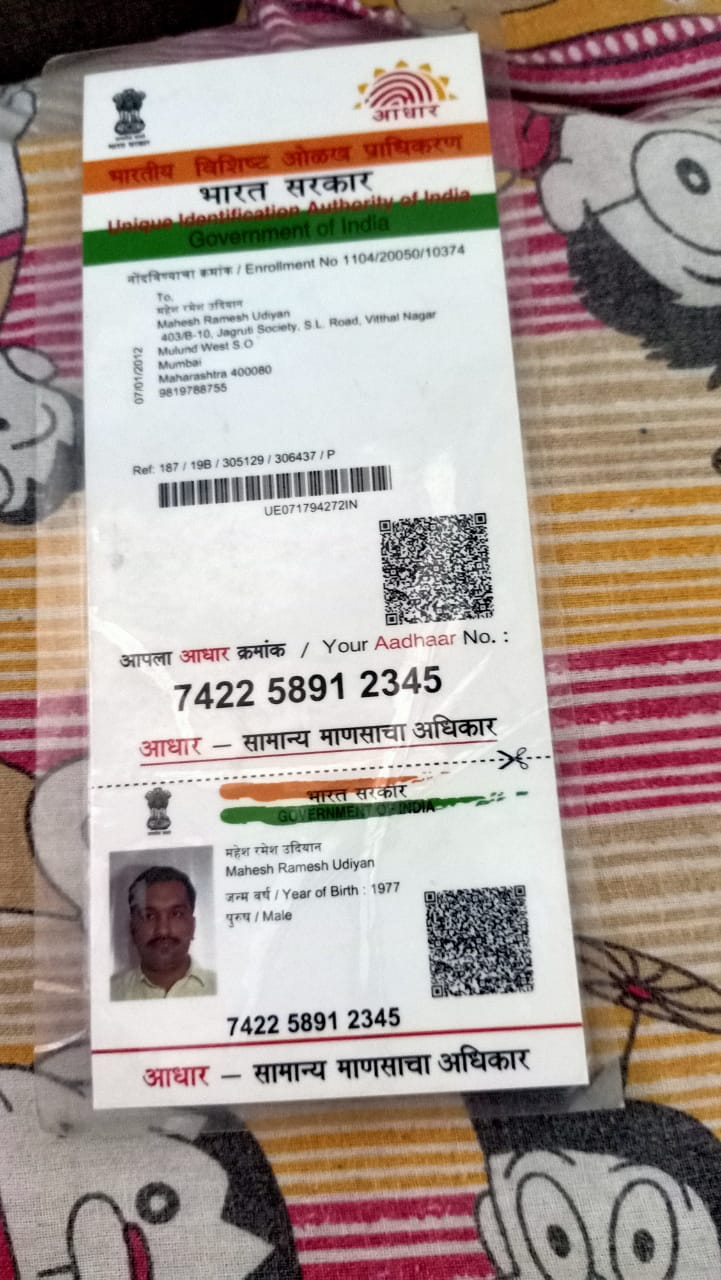 आधार
भारतीय विशिष्ट ओळख प्राधिकरण
भारत सरकार
Unique Identification Authority of India
Government of India
नोंदविण्याचा क्रमांक / Enrollment No 1104/20050/10374
To,
महेश रमेश उदियान
Mahesh Ramesh Udiyan
403/B-10, Jagruti Society, S.L. Road, Vitthal Nagar
Mulund West S.O
Mumbai
Maharashtra 400080
9819788755
07/01/2012
Ref: 187 / 19B / 305129 / 306437 / P
UE071794272IN
आपला आधार क्रमांक / Your Aadhaar No. :
7422 5891 2345
आधार – सामान्य माणसाचा अधिकार
भारत सरकार
GOVERNMENT OF INDIA
महेश रमेश उदियान
Mahesh Ramesh Udiyan
जन्म वर्ष / Year of Birth : 1977
पुरुष / Male
7422 5891 2345
आधार – सामान्य माणसाचा अधिकार